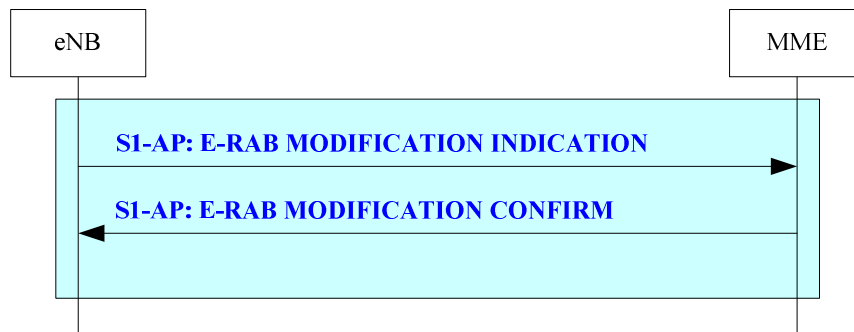 eNB
MME
S1-AP: E-RAB MODIFICATION INDICATION
S1-AP: E-RAB MODIFICATION CONFIRM